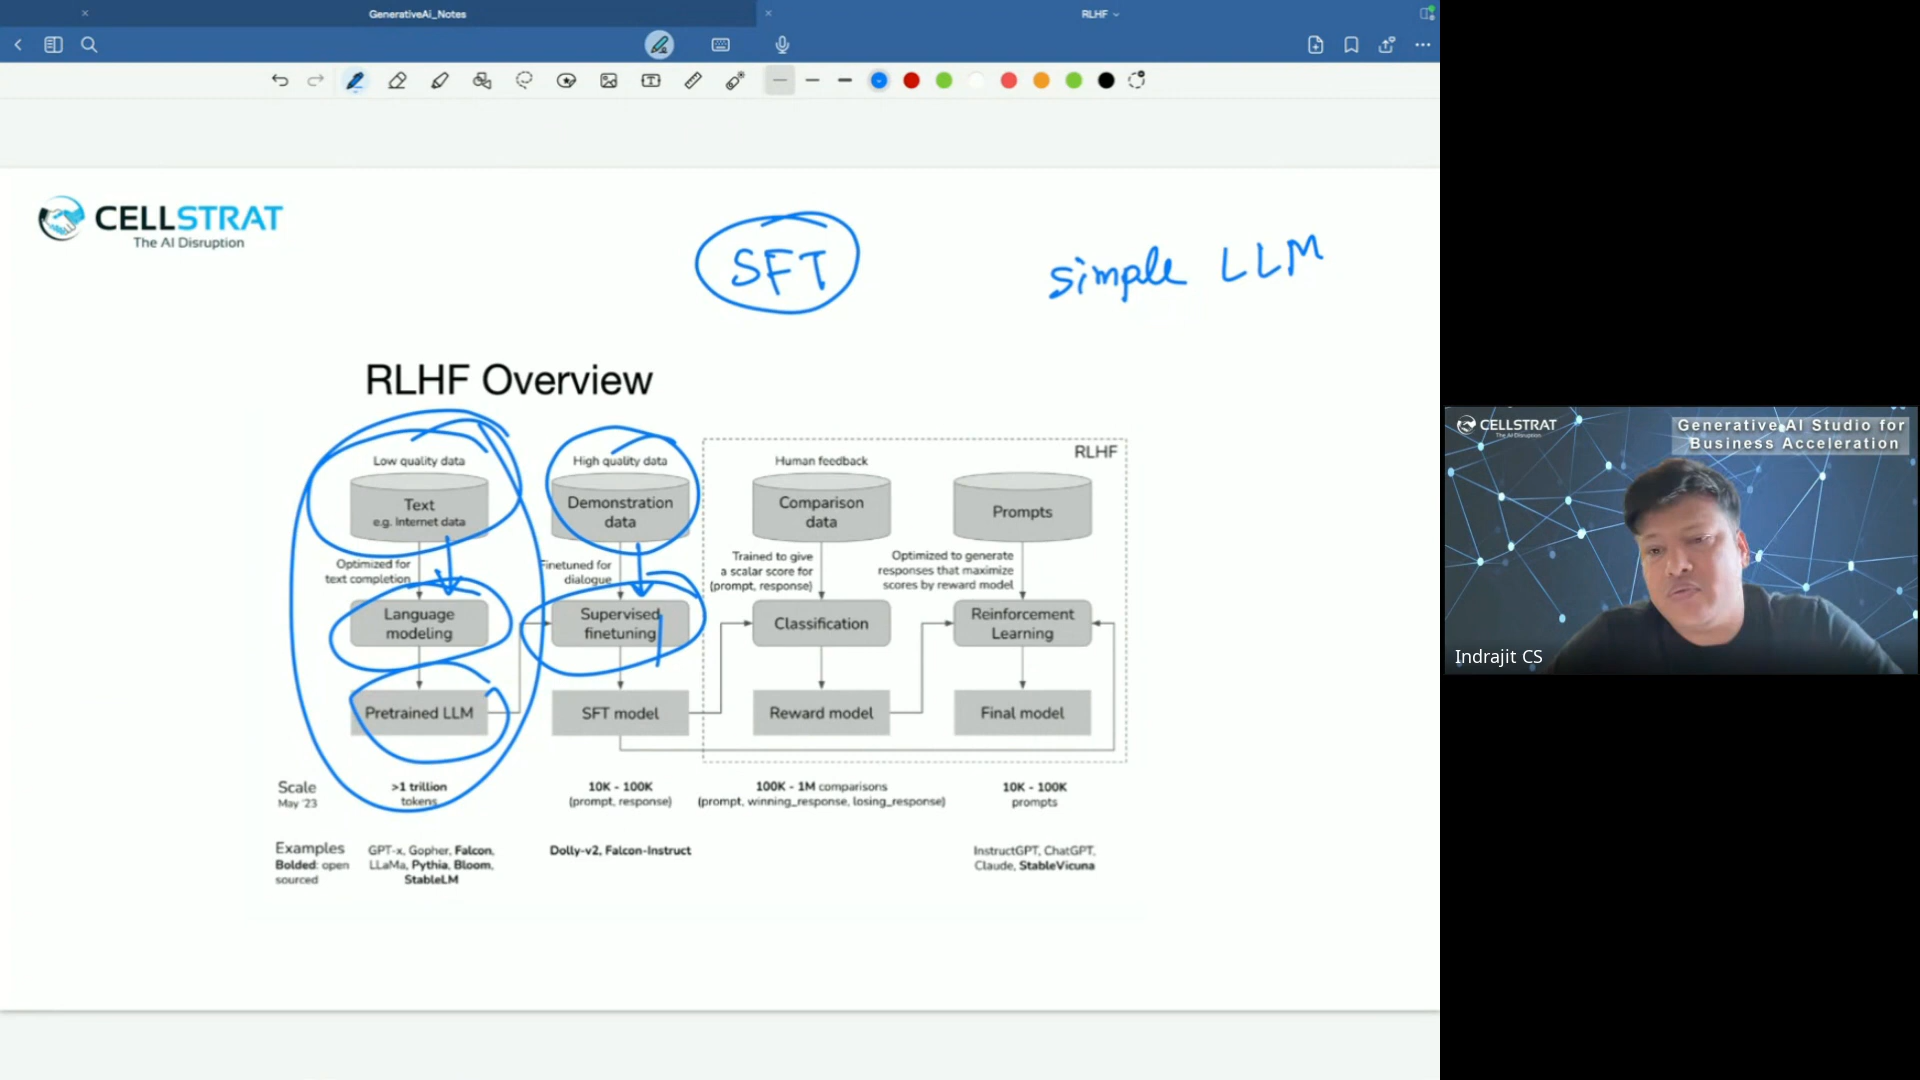 GenerativeAi_Notes
RLHF
CELLSTRAT
The AI Disruption
SFT
simple LLM
RLHF Overview
RLHF
Low quality data
High quality data
Human feedback
Text
e.g. Internet data
Demonstration
data
Comparison
data
Prompts
Optimized for
text completion
Finetuned for
dialogue
Trained to give
a scalar score for
(prompt, response)
Optimized to generate
responses that maximize
scores by reward model
Language
modeling
Supervised
finetuning
Classification
Reinforcement
Learning
Pretrained LLM
SFT model
Reward model
Final model
Scale
May '23
>1 trillion
tokens
10K - 100K
(prompt, response)
100K - 1M comparisons
(prompt, winning_response, losing_response)
10K - 100K
prompts
Examples
Bolded: open
sourced
GPT-x, Gopher, Falcon,
LLaMa, Pythia, Bloom,
StableLM
Dolly-v2, Falcon-Instruct
InstructGPT, ChatGPT,
Claude, StableVicuna
CELLSTRAT
The AI Disruption
Generative AI Studio for
Business Acceleration
Indrajit CS